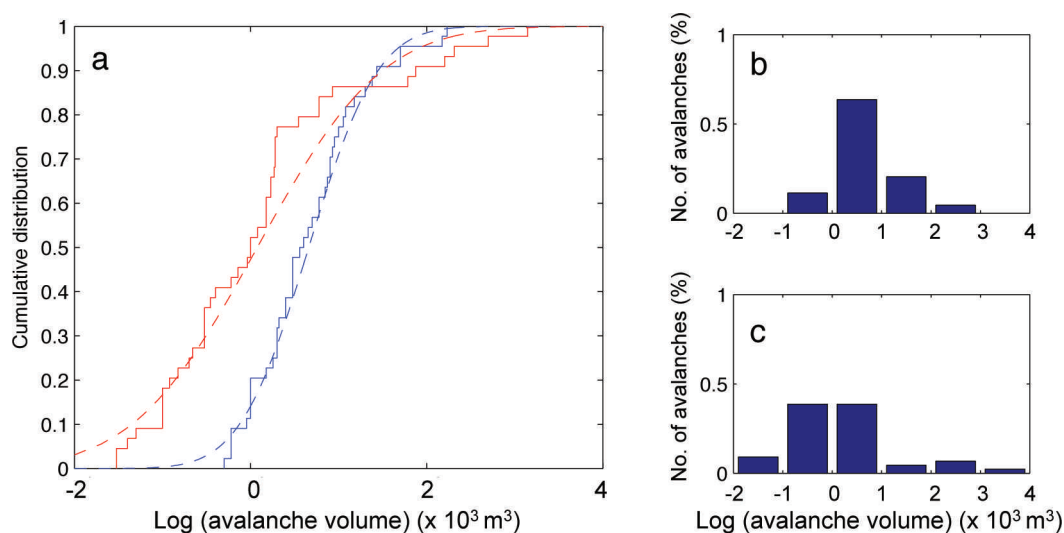 a
Cumulative distribution
1
0.9
0.8
0.7
0.6
0.5
0.4
0.3
0.2
0.1
0
-2 0 2 4
Log (avalanche volume) (x 10³ m³)
b
No. of avalanches (%)
1
0.5
0
-2 -1 0 1 2 3 4
c
No. of avalanches (%)
1
0.5
0
-2 -1 0 1 2 3 4
Log (avalanche volume) (x 10³ m³)